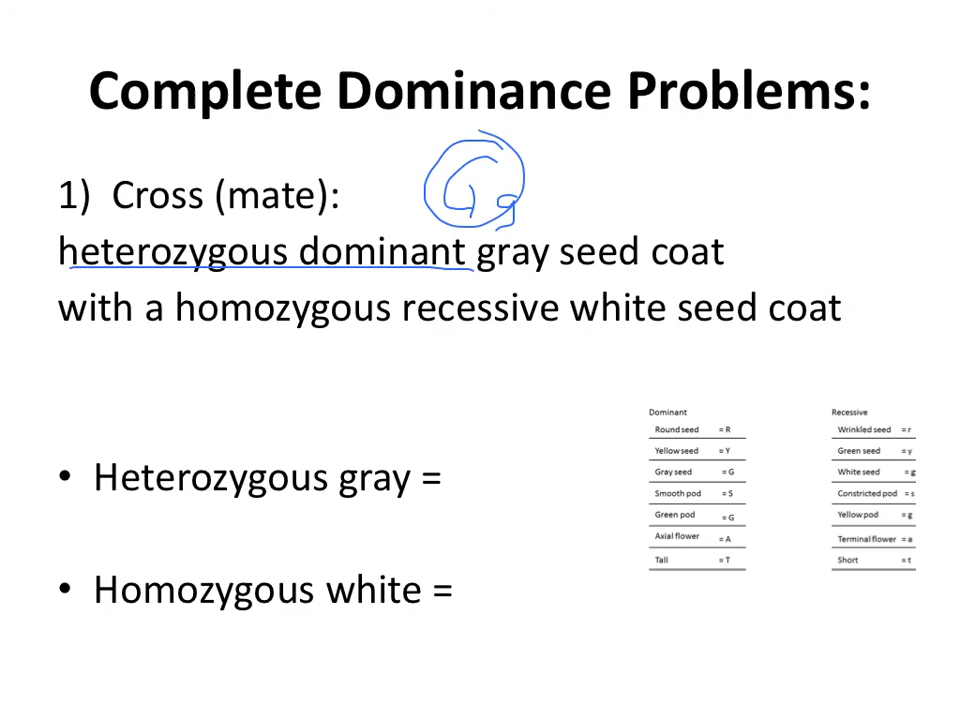 Complete Dominance Problems:
1) Cross (mate):
Gg
heterozygous dominant gray seed coat
with a homozygous recessive white seed coat
• Heterozygous gray =
• Homozygous white =
Dominant
Round seed = R
Yellow seed = Y
Gray seed = G
Smooth pod = S
Green pod = G
Axial flower = A
Tall = T
Recessive
Wrinkled seed = r
Green seed = y
White seed = g
Constricted pod = s
Yellow pod = g
Terminal flower = a
Short = t